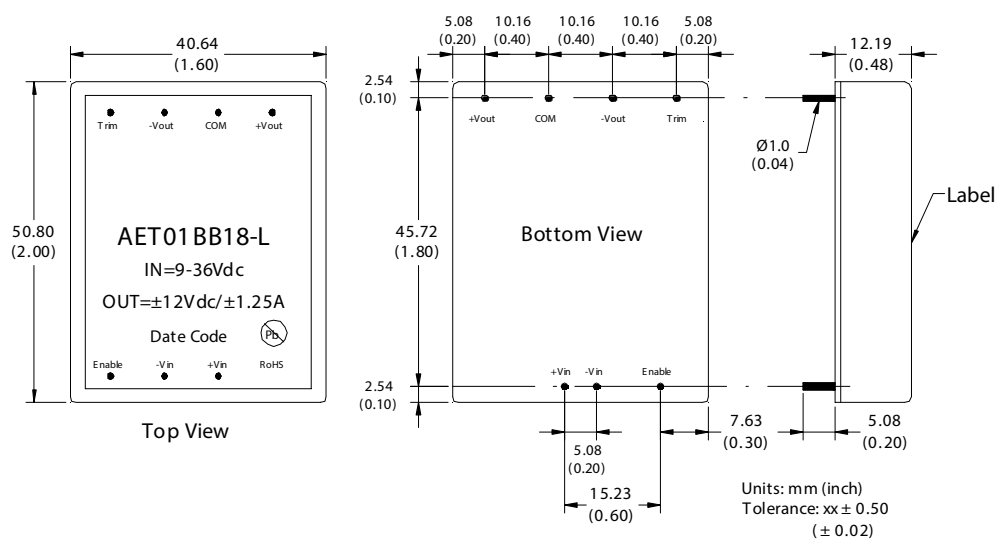 40.64
(1.60)
5.08 10.16 10.16 10.16 5.08
(0.20) (0.40) (0.40) (0.40) (0.20)
12.19
(0.48)
2.54
(0.10)
Trim -Vout COM +Vout
50.80
(2.00)
AET01BB18-L
IN=9-36Vdc
OUT=±12Vdc/±1.25A
Date Code Pb
Enable -Vin +Vin RoHS
Top View
+Vout COM -Vout Trim
45.72
(1.80)
Bottom View
Ø1.0
(0.04)
Label
+Vin -Vin Enable
2.54
(0.10)
7.63
(0.30)
5.08
(0.20)
5.08
(0.20)
15.23
(0.60)
Units: mm (inch)
Tolerance: xx ± 0.50
(± 0.02)